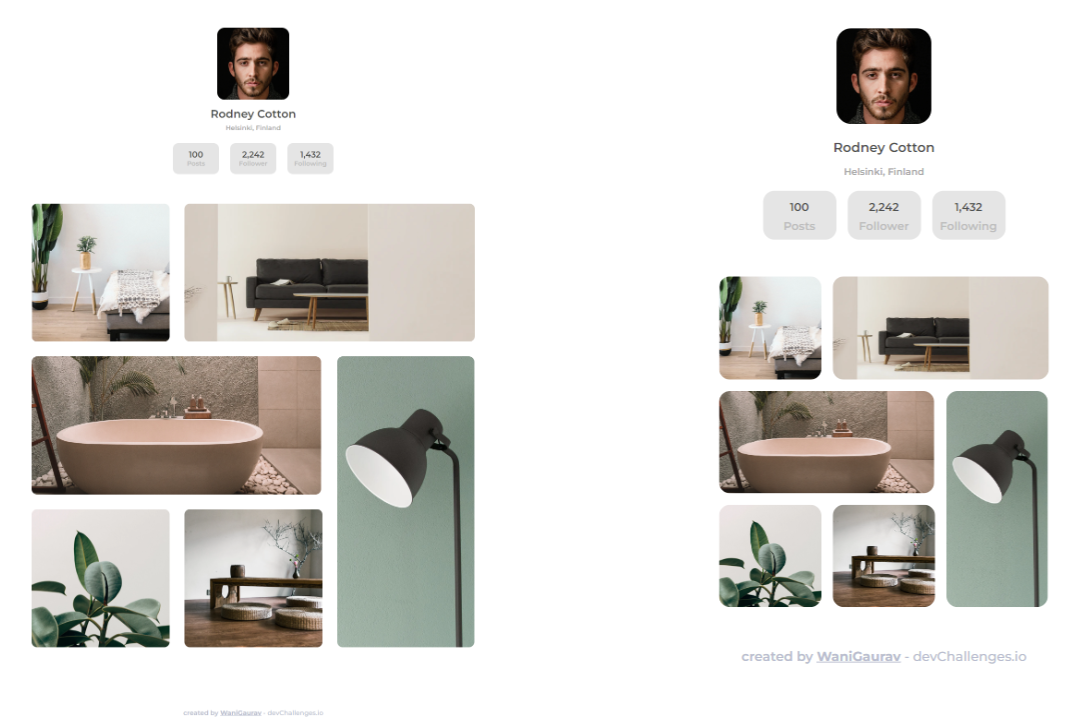 Rodney Cotton
Helsinki, Finland
100 2,242 1,432
Posts Follower Following
created by WaniGaurav - devChallenges.io
Rodney Cotton
Helsinki, Finland
100 2,242 1,432
Posts Follower Following
created by WaniGaurav - devChallenges.io